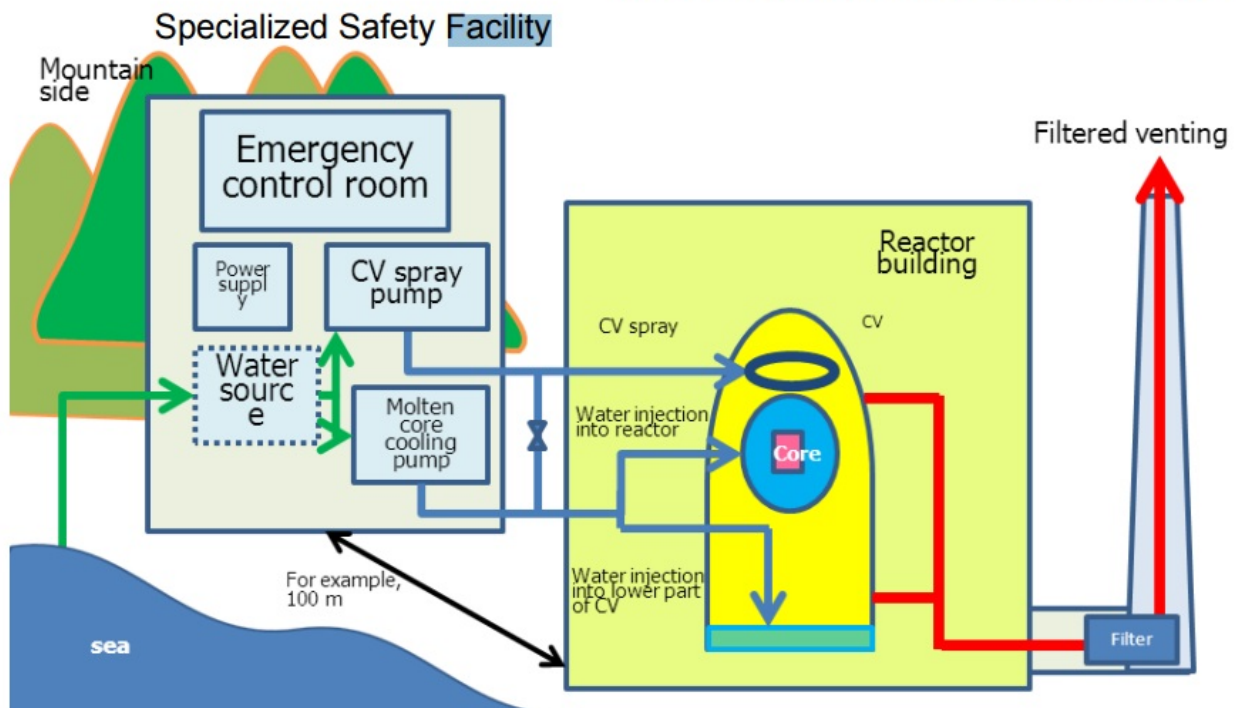 Specialized Safety Facility
Mountain
side
Emergency
control room
Power
suppl
y
CV spray
pump
Water
sourc
e
Molten
core
cooling
pump
For example,
100 m
sea
Reactor
building
CV spray
CV
Water injection
into reactor
Core
Water injection
into lower part
of CV
Filtered venting
Filter